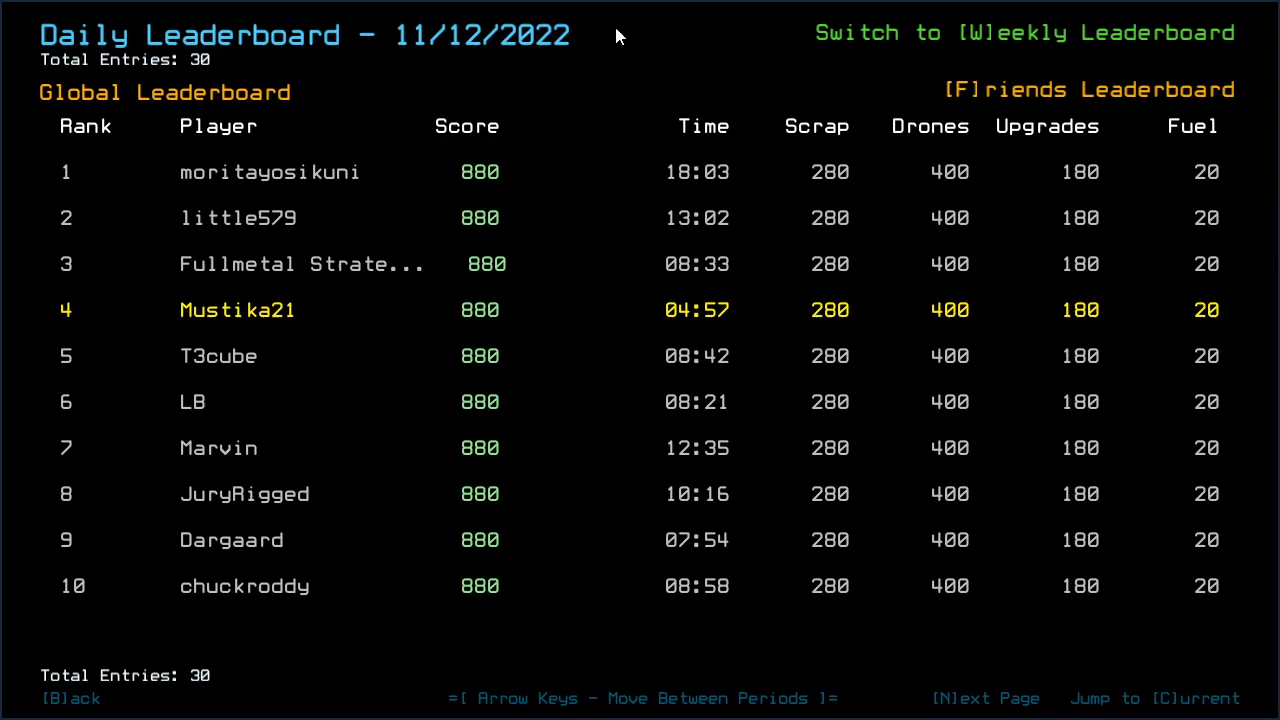 Daily Leaderboard - 11/12/2022 Switch to [W]eekly Leaderboard
Total Entries: 30
Global Leaderboard [F]riends Leaderboard
Rank Player Score Time Scrap Drones Upgrades Fuel
1 moritayosikuni 880 18:03 280 400 180 20
2 little579 880 13:02 280 400 180 20
3 Fullmetal Strate... 880 08:33 280 400 180 20
4 Mustika21 880 04:57 280 400 180 20
5 T3cube 880 08:42 280 400 180 20
6 LB 880 08:21 280 400 180 20
7 Marvin 880 12:35 280 400 180 20
8 JuryRigged 880 10:16 280 400 180 20
9 Dargaard 880 07:54 280 400 180 20
10 chuckroddy 880 08:58 280 400 180 20
Total Entries: 30
[B]ack =[ Arrow Keys - Move Between Periods ]= [N]ext Page Jump to [C]urrent